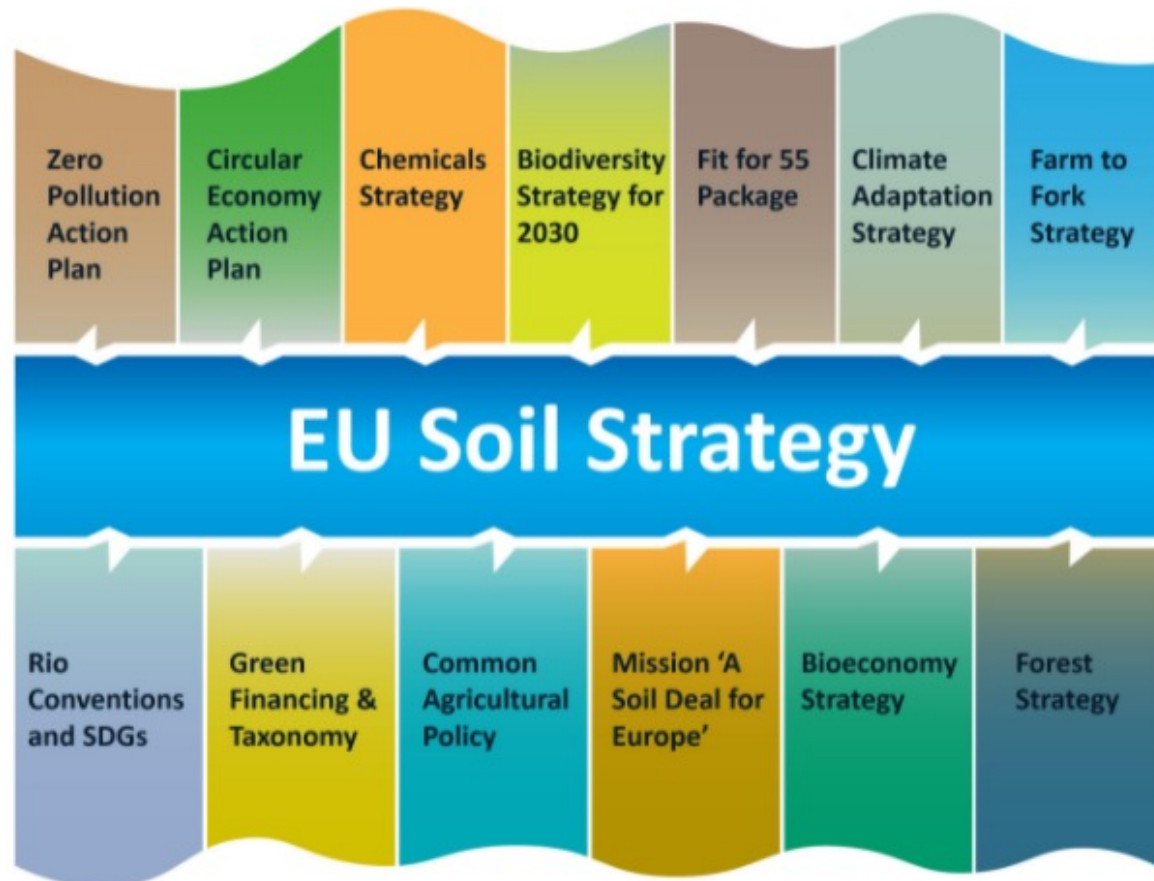 Zero
Pollution
Action
Plan
Circular
Economy
Action
Plan
Chemicals
Strategy
Biodiversity
Strategy for
2030
Fit for 55
Package
Climate
Adaptation
Strategy
Farm to
Fork
Strategy
EU Soil Strategy
Rio
Conventions
and SDGs
Green
Financing &
Taxonomy
Common
Agricultural
Policy
Mission ‘A
Soil Deal for
Europe’
Bioeconomy
Strategy
Forest
Strategy